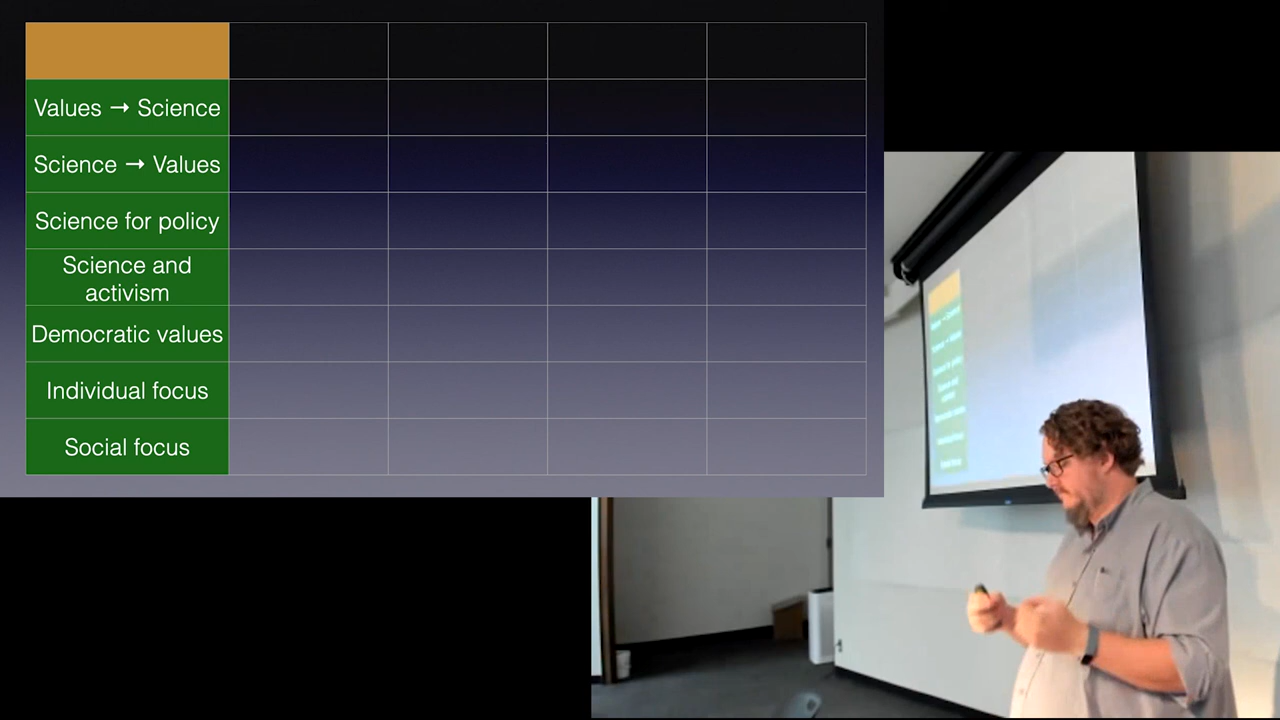 Values → Science
Science → Values
Science for policy
Science and
activism
Democratic values
Individual focus
Social focus